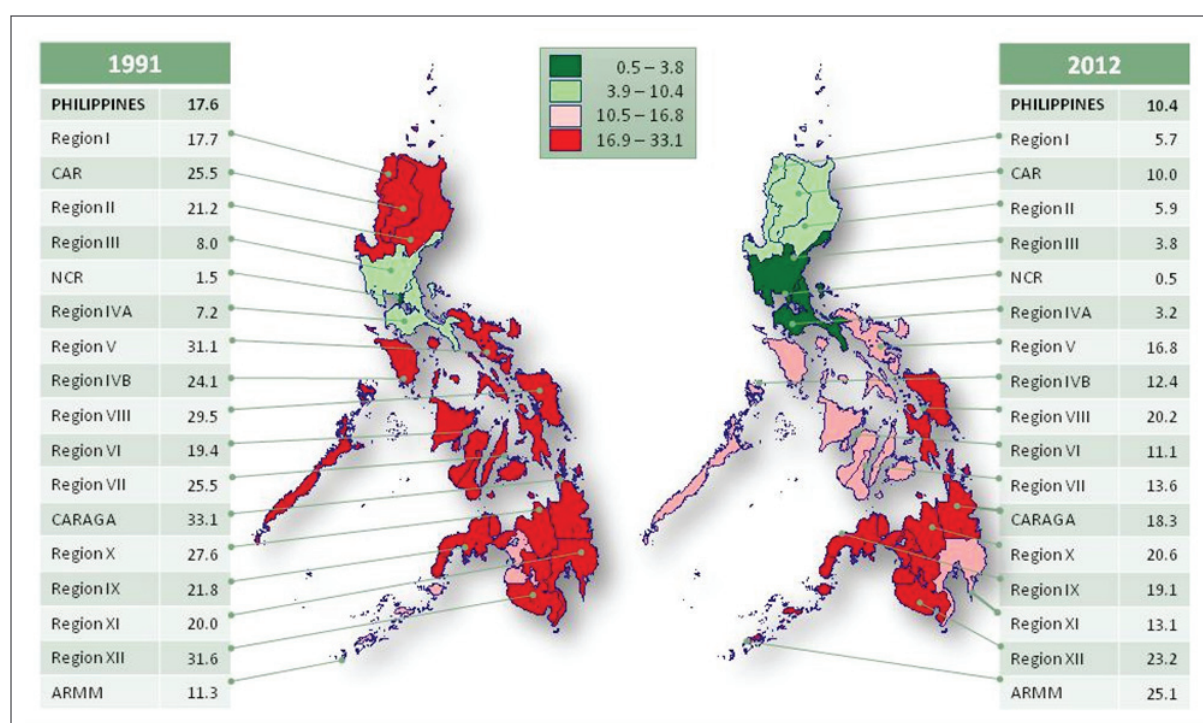 1991
PHILIPPINES 17.6
Region I 17.7
CAR 25.5
Region II 21.2
Region III 8.0
NCR 1.5
Region IVA 7.2
Region V 31.1
Region IVB 24.1
Region VIII 29.5
Region VI 19.4
Region VII 25.5
CARAGA 33.1
Region X 27.6
Region IX 21.8
Region XI 20.0
Region XII 31.6
ARMM 11.3
0.5 – 3.8
3.9 – 10.4
10.5 – 16.8
16.9 – 33.1
2012
PHILIPPINES 10.4
Region I 5.7
CAR 10.0
Region II 5.9
Region III 3.8
NCR 0.5
Region IVA 3.2
Region V 16.8
Region IVB 12.4
Region VIII 20.2
Region VI 11.1
Region VII 13.6
CARAGA 18.3
Region X 20.6
Region IX 19.1
Region XI 13.1
Region XII 23.2
ARMM 25.1